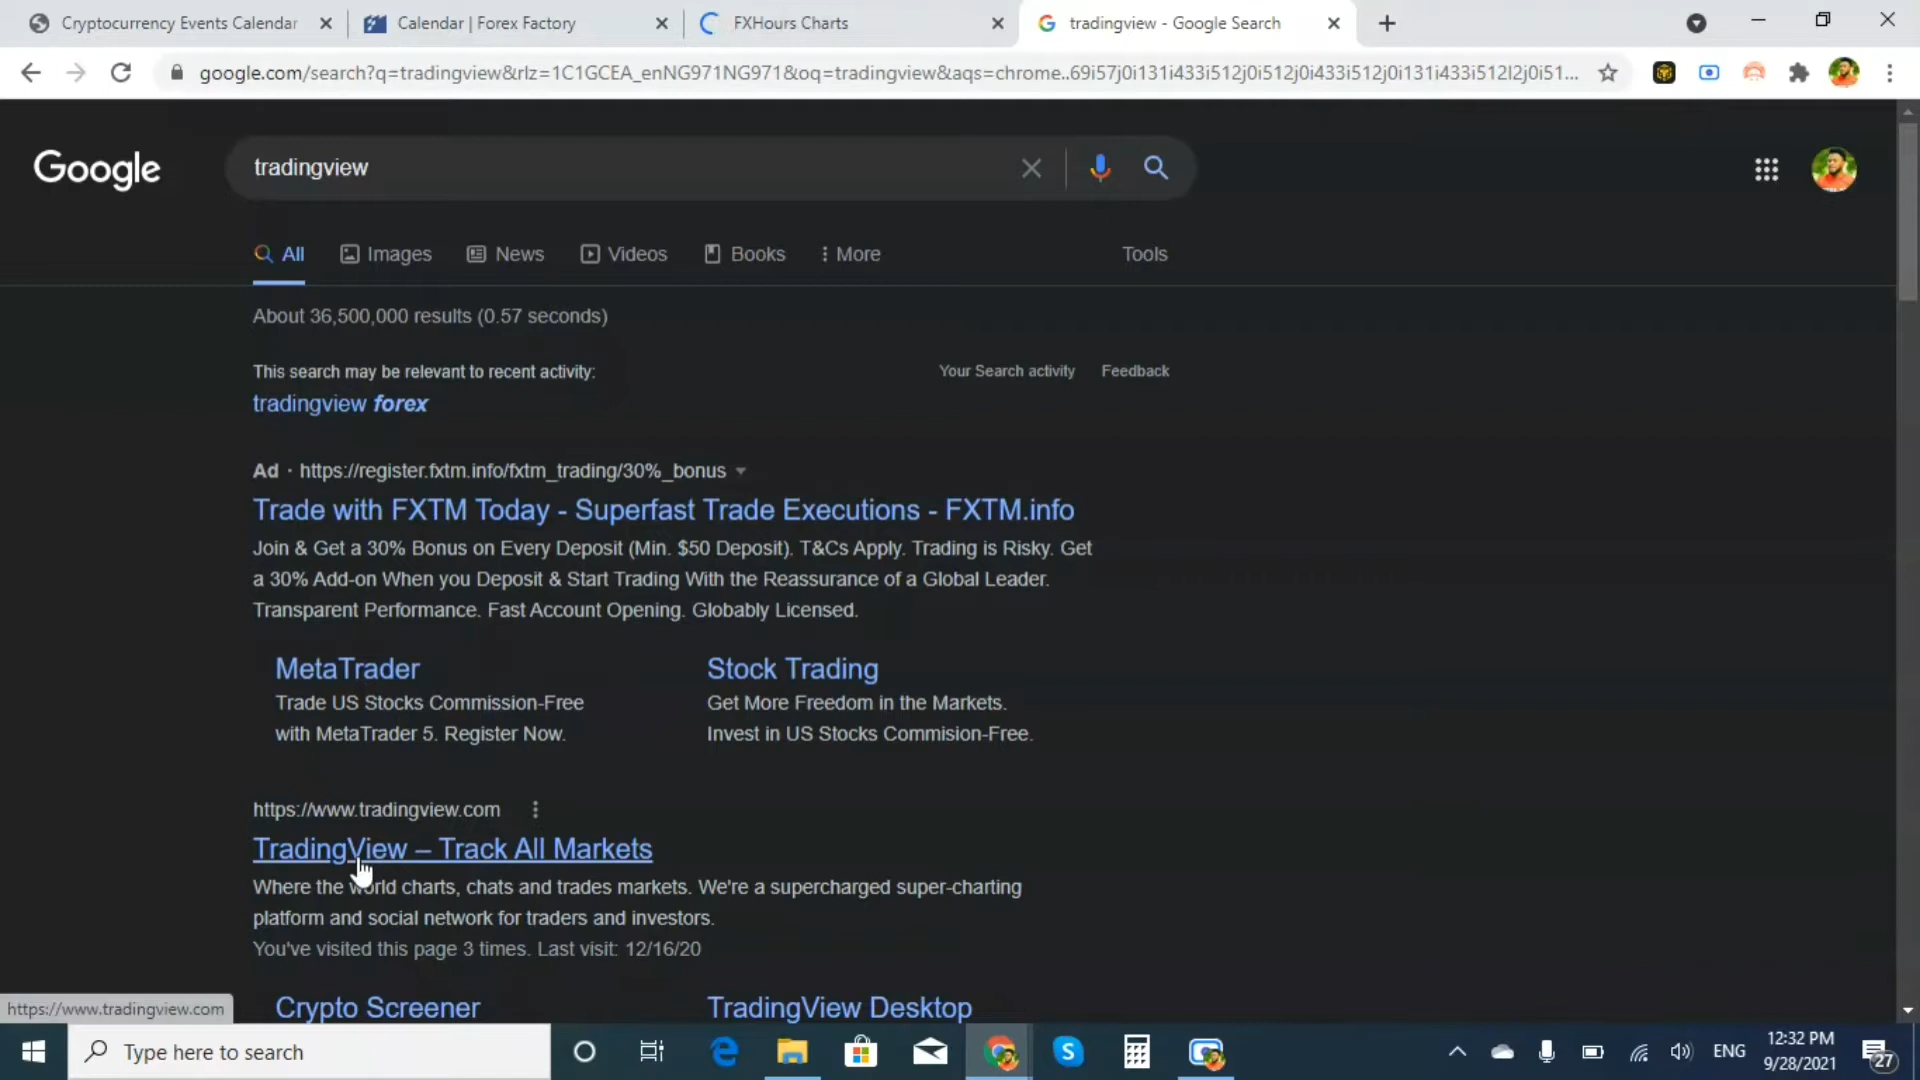 Cryptocurrency Events Calendar
Calendar | Forex Factory
FXHours Charts
tradingview - Google Search
google.com/search?q=tradingview&rlz=1C1GCEA_enNG971NG971&oq=tradingview&aqs=chrome..69i57j0i131i433i512j0i512j0i433i512j0i131i433i512l2j0i51...
Google
tradingview
All
Images
News
Videos
Books
More
Tools
About 36,500,000 results (0.57 seconds)
This search may be relevant to recent activity:
Your Search activity
Feedback
tradingview forex
Ad · https://register.fxtm.info/fxtm_trading/30%_bonus
Trade with FXTM Today - Superfast Trade Executions - FXTM.info
Join & Get a 30% Bonus on Every Deposit (Min. $50 Deposit). T&Cs Apply. Trading is Risky. Get
a 30% Add-on When you Deposit & Start Trading With the Reassurance of a Global Leader.
Transparent Performance. Fast Account Opening. Globably Licensed.
MetaTrader
Trade US Stocks Commission-Free
with MetaTrader 5. Register Now.
Stock Trading
Get More Freedom in the Markets.
Invest in US Stocks Commision-Free.
https://www.tradingview.com
TradingView – Track All Markets
Where the world charts, chats and trades markets. We're a supercharged super-charting
platform and social network for traders and investors.
You've visited this page 3 times. Last visit: 12/16/20
Crypto Screener
TradingView Desktop
https://www.tradingview.com
Type here to search
ENG
12:32 PM
9/28/2021
27